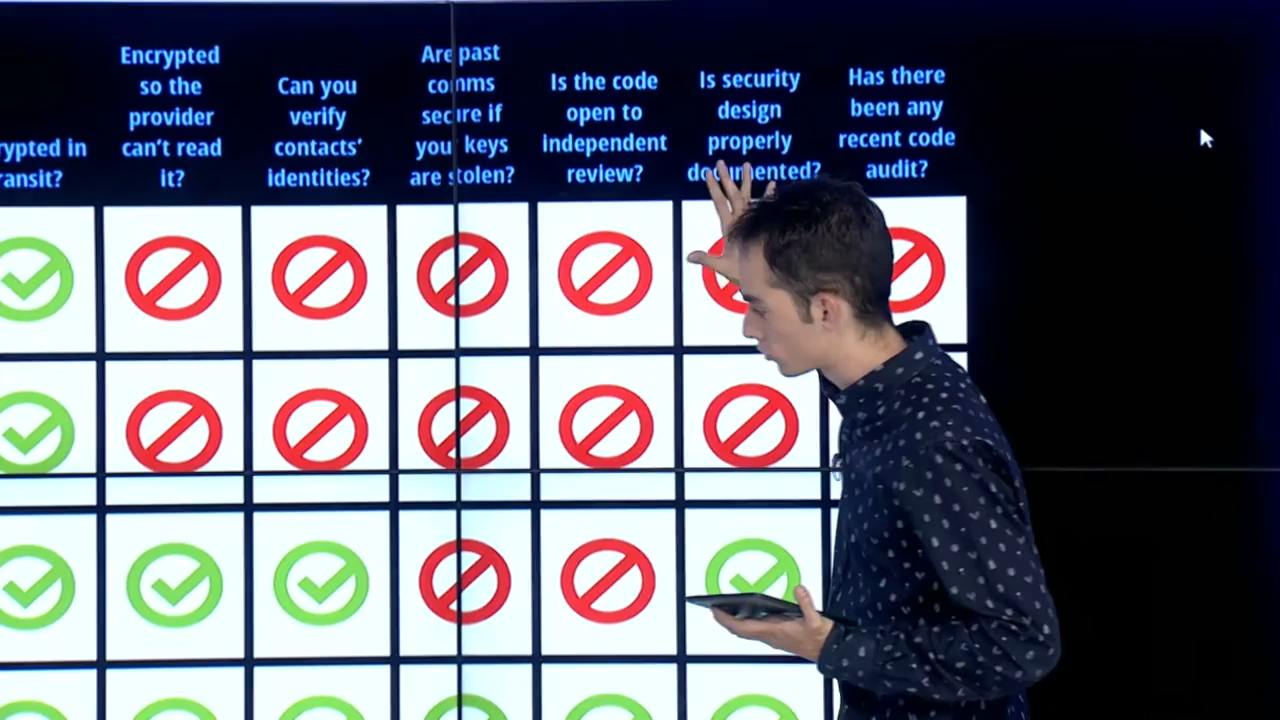 rypted in
ransit?
Encrypted
so the
provider
can't read
it?
Can you
verify
contacts'
identities?
Are past
comms
secure if
your keys
are stolen?
Is the code
open to
independent
review?
Is security
design
properly
documented?
Has there
been any
recent code
audit?